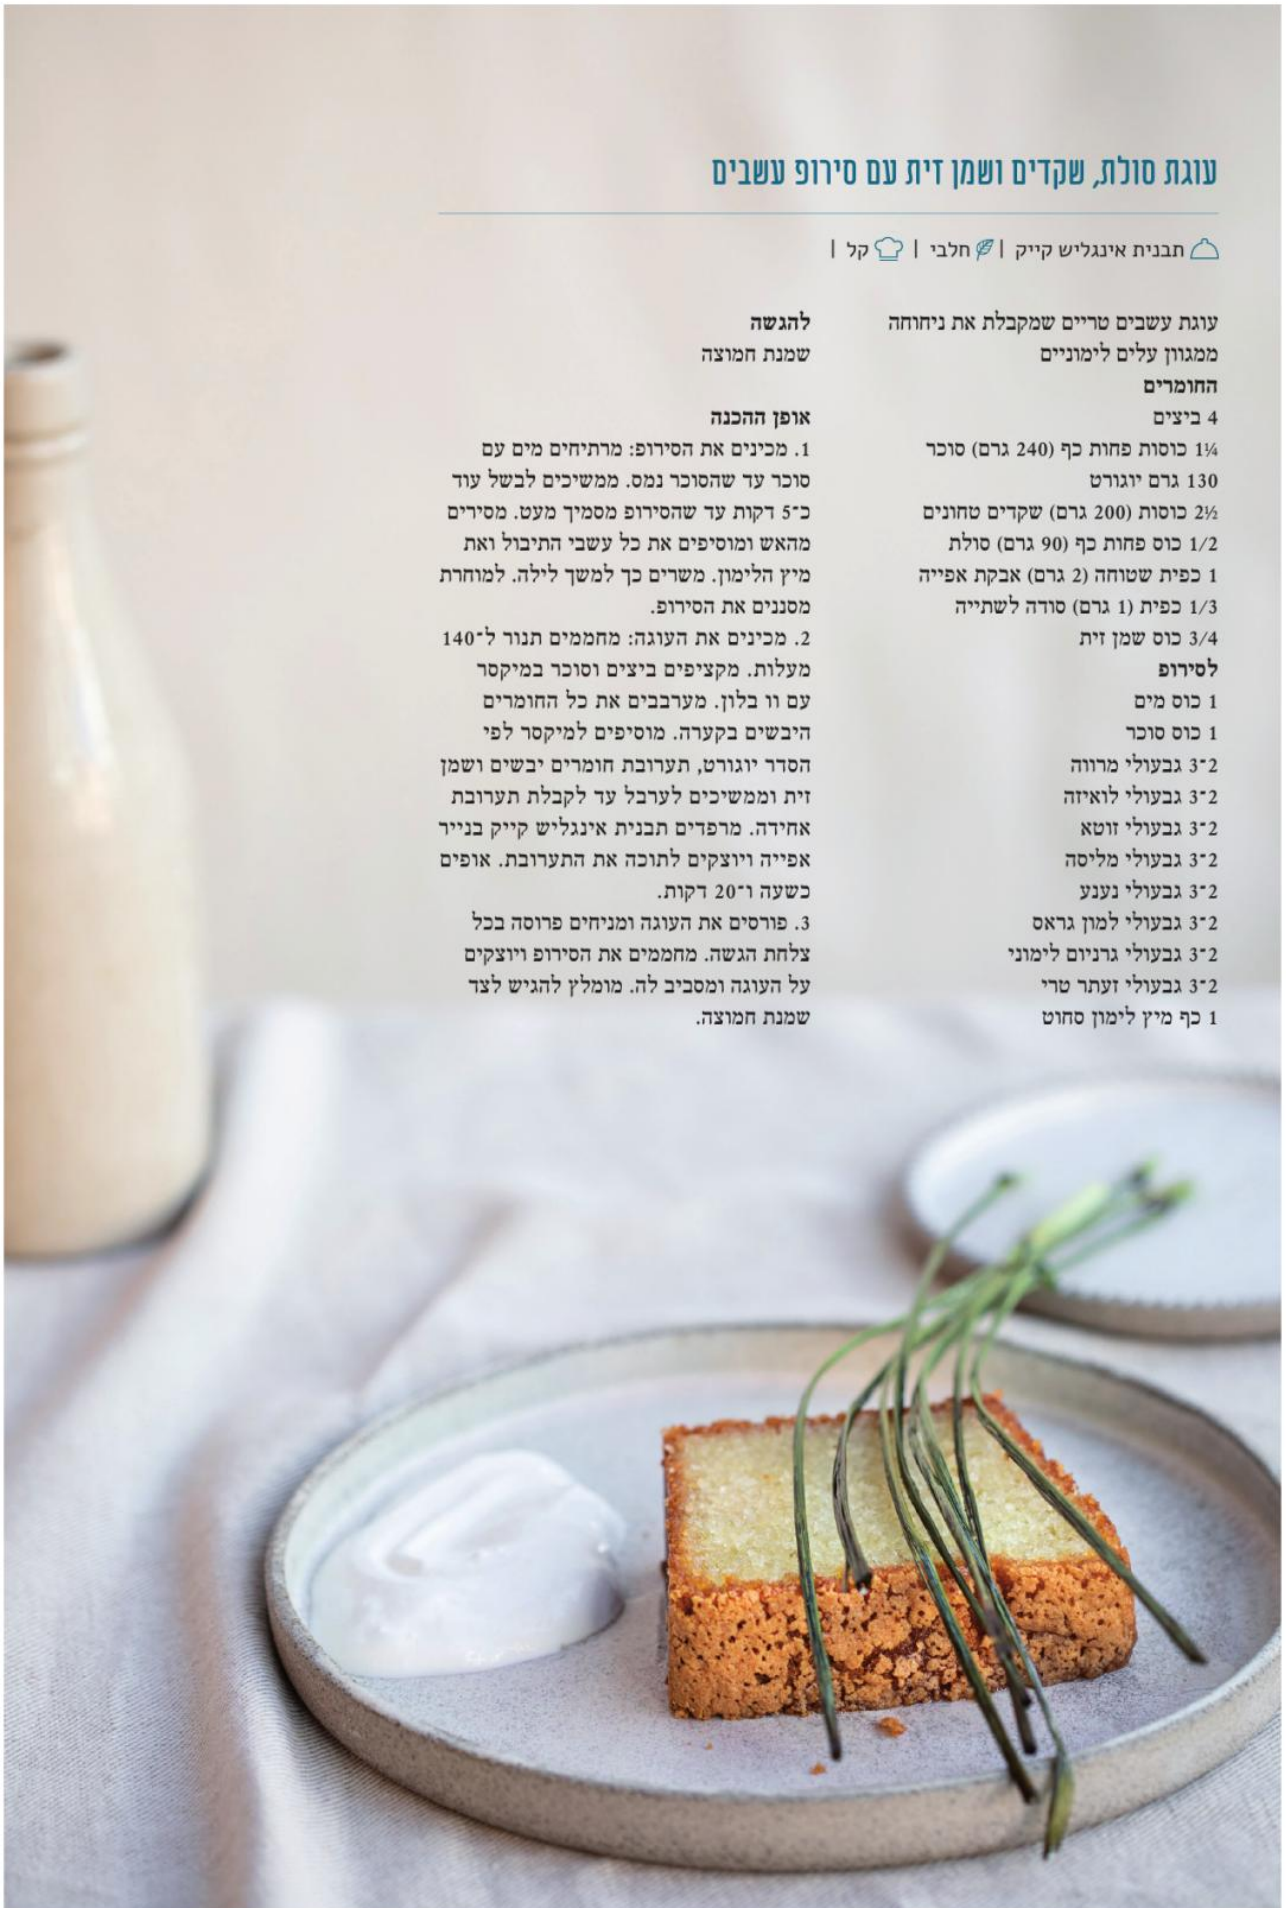 עוגת סולת, שקדים ושמן זית עם סירופ עשבים
תבנית אינגליש קייק | חלבי | קל |
עוגת עשבים טריים שמקבלת את ניחוחה
ממגוון עלים לימוניים
החומרים
4 ביצים
1¼ כוסות פחות כף (240 גרם) סוכר
130 גרם יוגורט
2½ כוסות (200 גרם) שקדים טחונים
1/2 כוס פחות כף (90 גרם) סולת
1 כפית שטוחה (2 גרם) אבקת אפייה
1/3 כפית (1 גרם) סודה לשתייה
3/4 כוס שמן זית
לסירופ
1 כוס מים
1 כוס סוכר
2־3 גבעולי מרווה
2־3 גבעולי לואיזה
2־3 גבעולי זוטא
2־3 גבעולי מליסה
2־3 גבעולי נענע
2־3 גבעולי למון גראס
2־3 גבעולי גרניום לימוני
2־3 גבעולי זעתר טרי
1 כף מיץ לימון סחוט
להגשה
שמנת חמוצה
אופן ההכנה
1. מכינים את הסירופ: מרתיחים מים עם
סוכר עד שהסוכר נמס. ממשיכים לבשל עוד
כ־5 דקות עד שהסירופ מסמיך מעט. מסירים
מהאש ומוסיפים את כל עשבי התיבול ואת
מיץ הלימון. משרים כך למשך לילה. למוחרת
מסננים את הסירופ.
2. מכינים את העוגה: מחממים תנור ל־140
מעלות. מקציפים ביצים וסוכר במיקסר
עם וו בלון. מערבבים את כל החומרים
היבשים בקערה. מוסיפים למיקסר לפי
הסדר יוגורט, תערובת חומרים יבשים ושמן
זית וממשיכים לערבל עד לקבלת תערובת
אחידה. מרפדים תבנית אינגליש קייק בנייר
אפייה ויוצקים לתוכה את התערובת. אופים
כשעה ו־20 דקות.
3. פורסים את העוגה ומניחים פרוסה בכל
צלחת הגשה. מחממים את הסירופ ויוצקים
על העוגה ומסביב לה. מומלץ להגיש לצד
שמנת חמוצה.